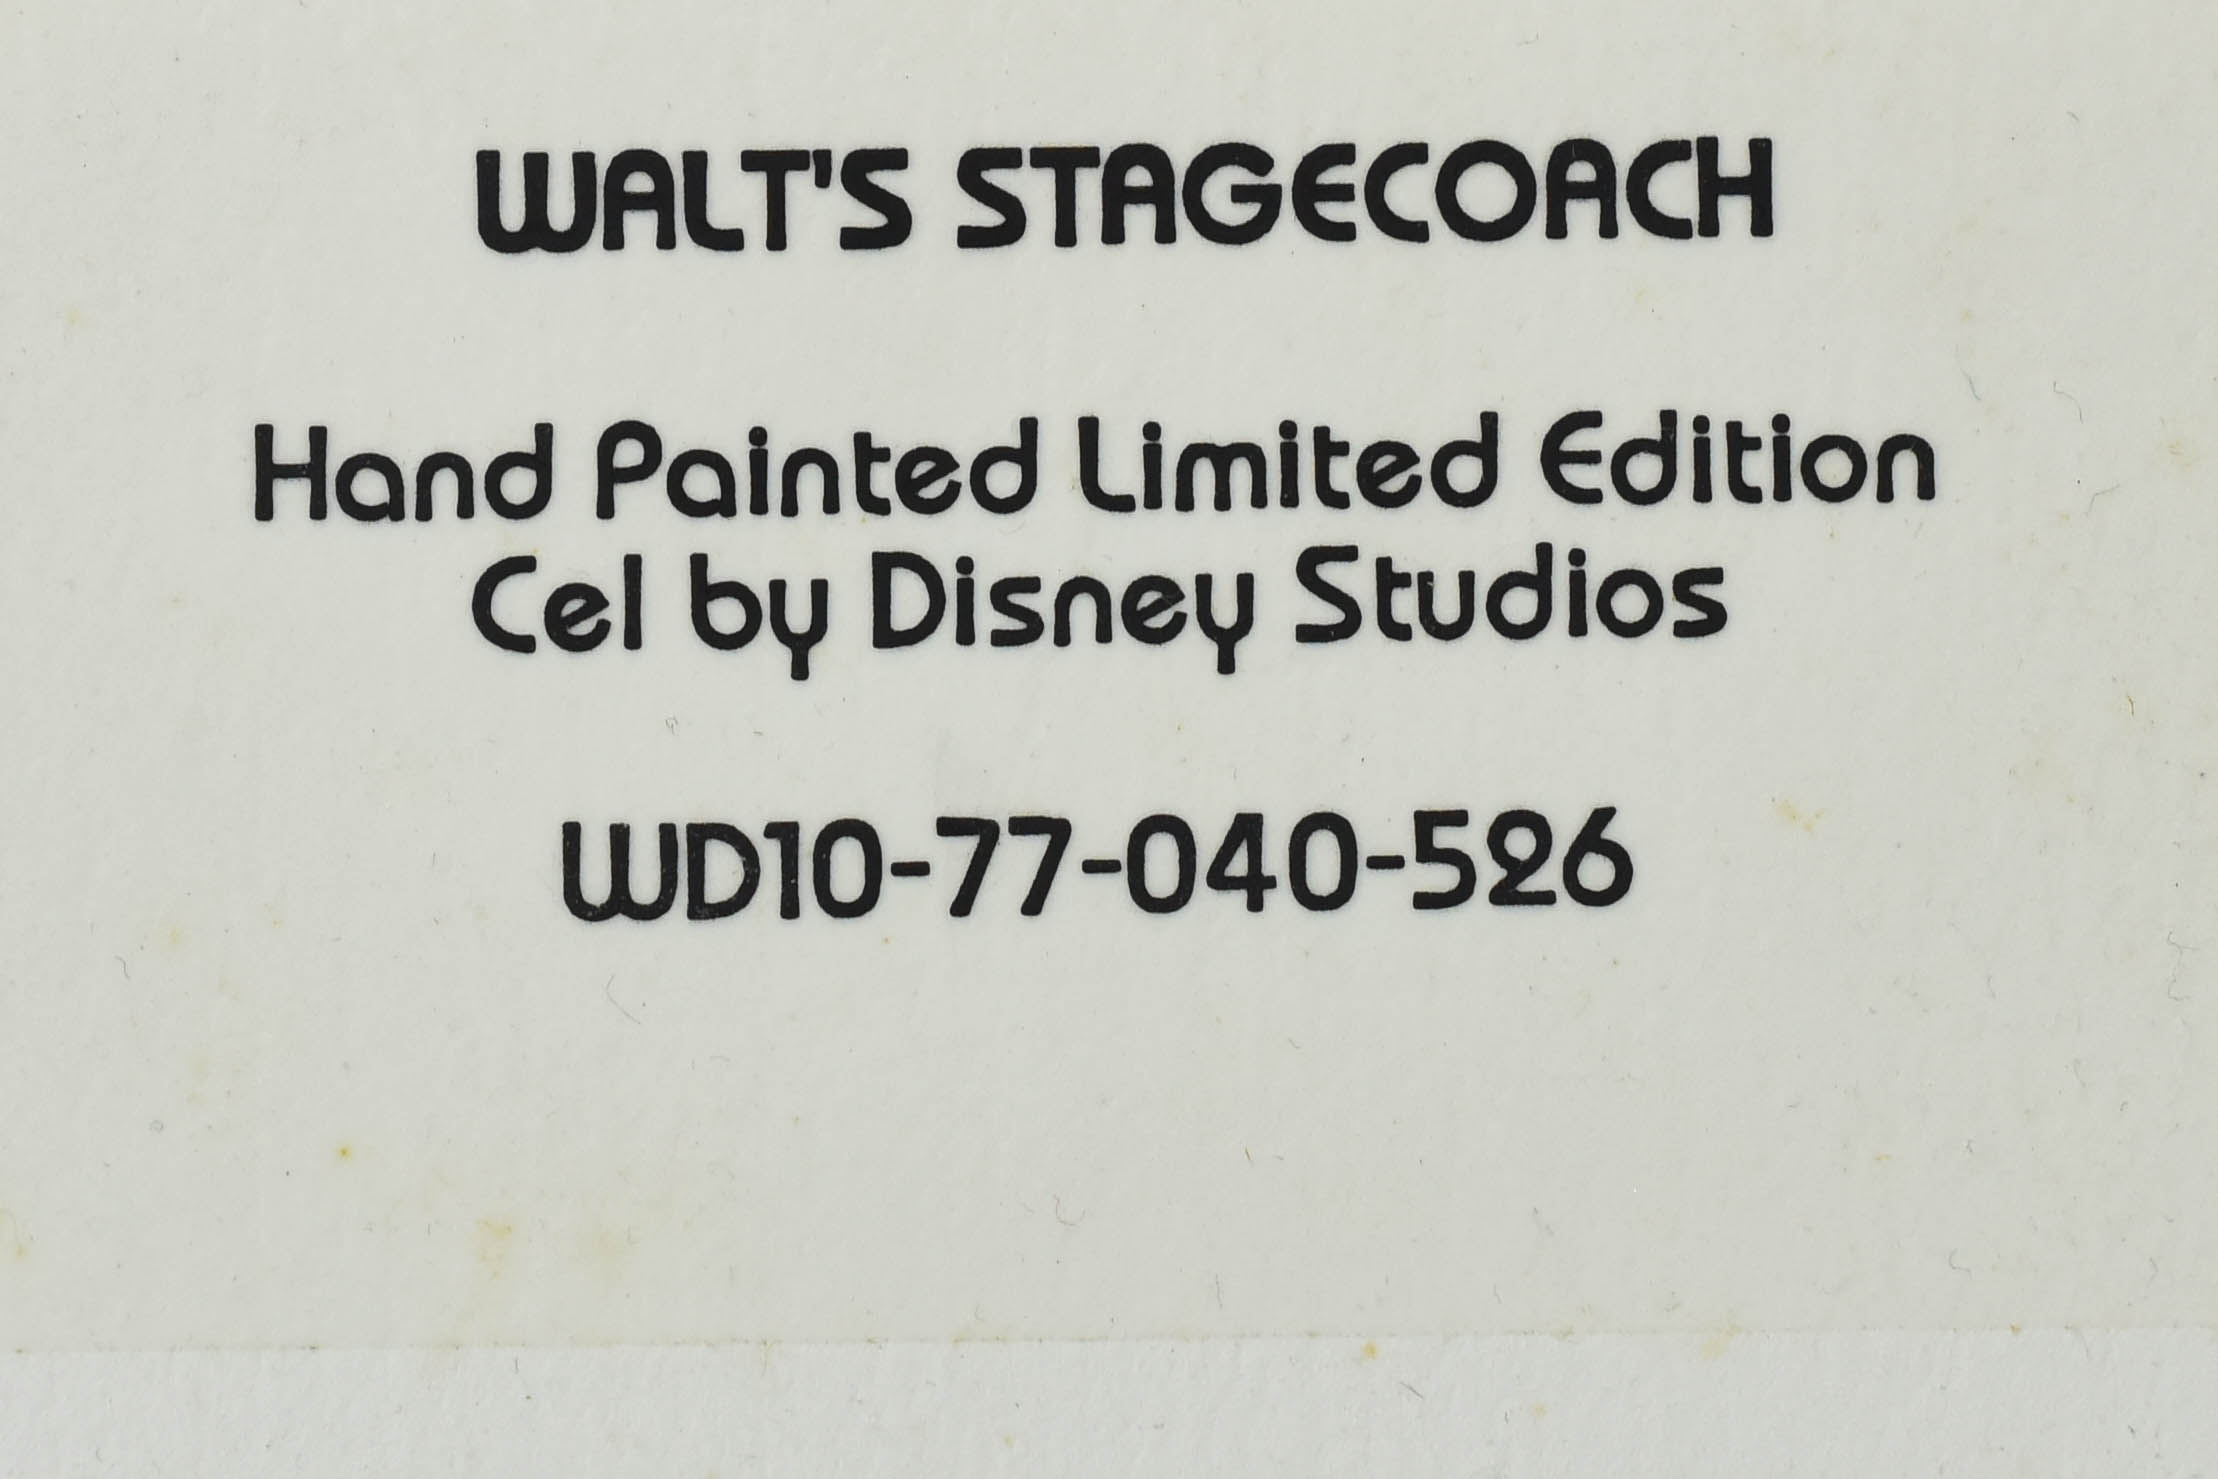 WALT'S STAGECOACH
Hand Painted Limited Edition
Cel by Disney Studios
WD10-77-040-526